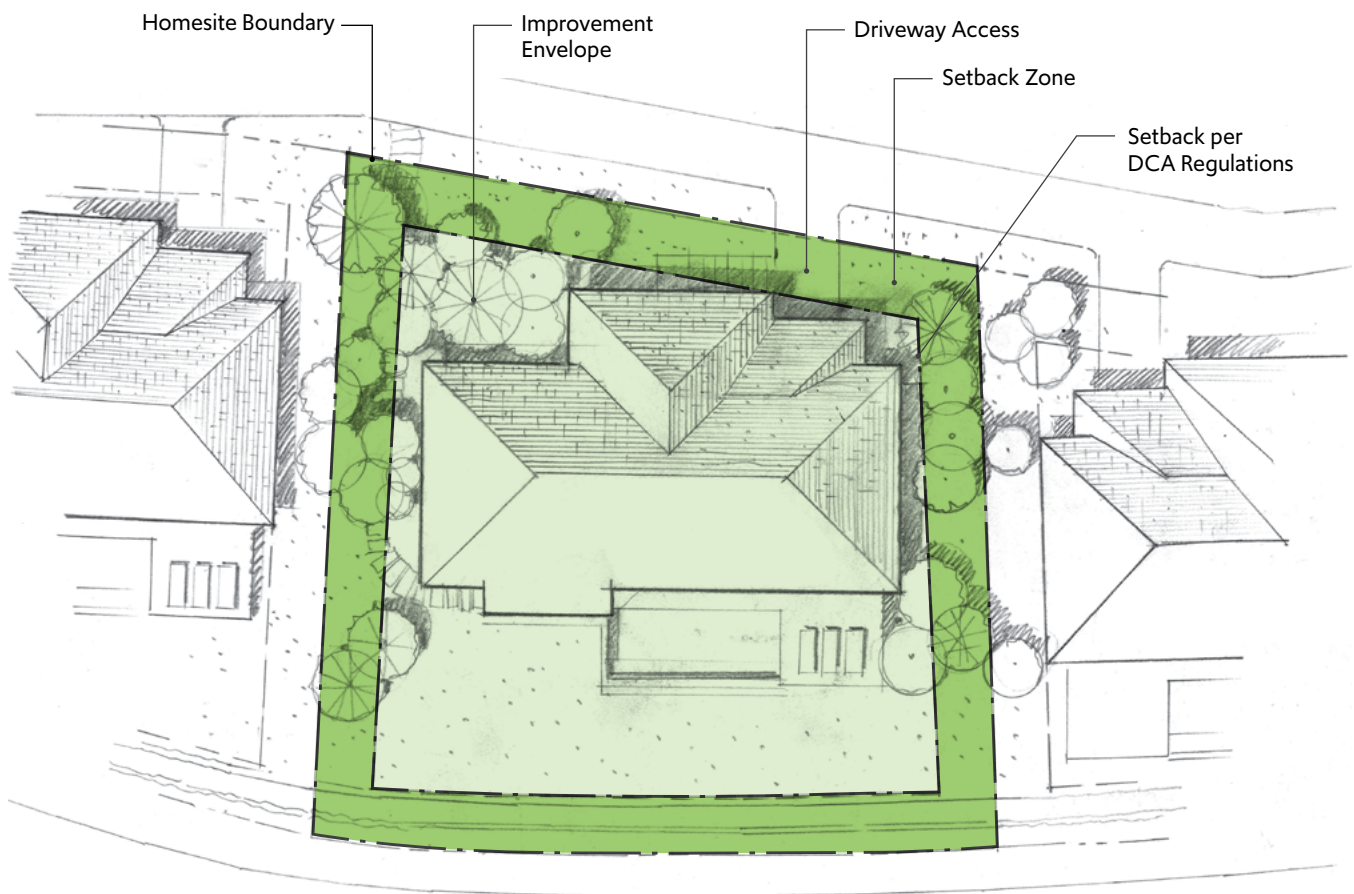 Homesite Boundary
Improvement
Envelope
Driveway Access
Setback Zone
Setback per
DCA Regulations